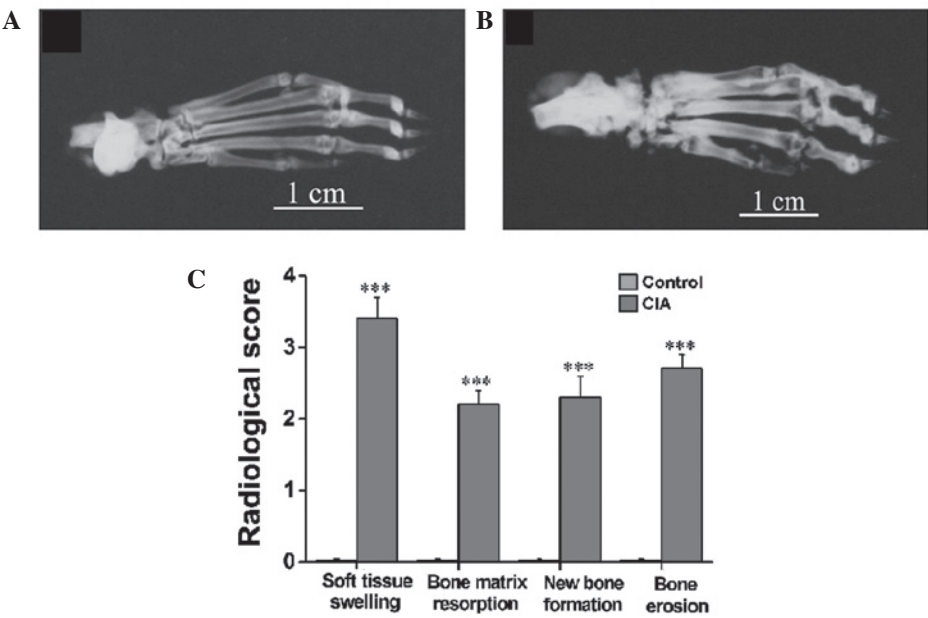 A
B
1 cm
1 cm
C
Radiological score
4
3
2
1
0
Control
CIA
***
***
***
***
Soft tissue
swelling
Bone matrix
resorption
New bone
formation
Bone
erosion